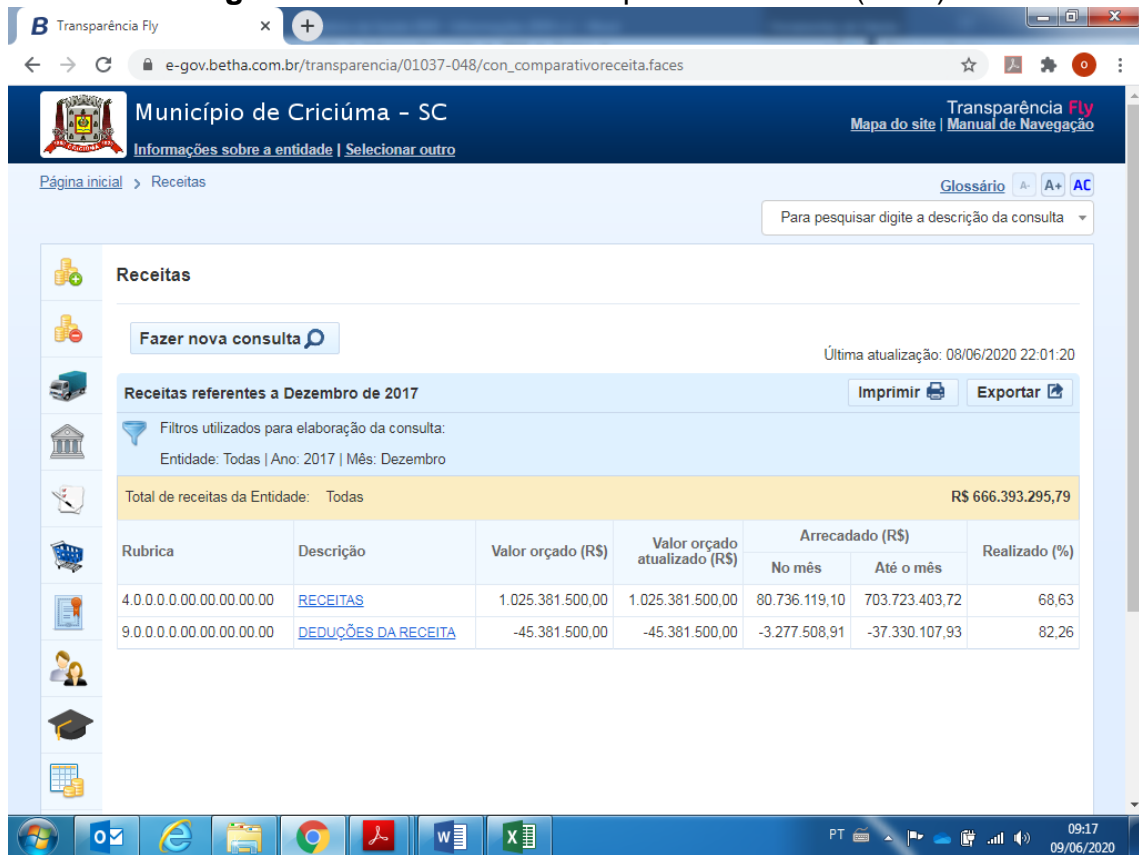 Transparência Fly
e-gov.betha.com.br/transparencia/01037-048/con_comparativoreceita.faces
o
Município de Criciúma - SC
Transparência Fly
Mapa do site | Manual de Navegação
Informações sobre a entidade | Selecionar outro
Página inicial > Receitas
Glossário A- A+ AC
Para pesquisar digite a descrição da consulta
Receitas
Fazer nova consulta
Última atualização: 08/06/2020 22:01:20
Receitas referentes a Dezembro de 2017
Imprimir Exportar
Filtros utilizados para elaboração da consulta:
Entidade: Todas | Ano: 2017 | Mês: Dezembro
Total de receitas da Entidade: Todas R$ 666.393.295,79
Rubrica Descrição Valor orçado (R$) Valor orçado atualizado (R$) Arrecadado (R$) Realizado (%)
No mês Até o mês
4.0.0.0.0.00.00.00.00.00 RECEITAS 1.025.381.500,00 1.025.381.500,00 80.736.119,10 703.723.403,72 68,63
9.0.0.0.0.00.00.00.00.00 DEDUÇÕES DA RECEITA -45.381.500,00 -45.381.500,00 -3.277.508,91 -37.330.107,93 82,26
PT
09:17
09/06/2020